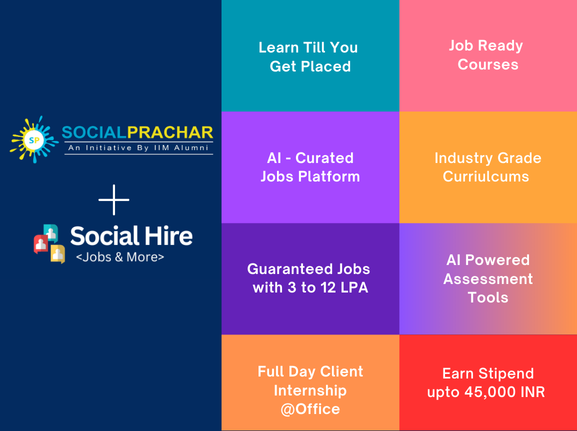 SP
SOCIALPRACHAR
An Initiative By IIM Alumni
Social Hire
<Jobs & More>
Learn Till You
Get Placed
Job Ready
Courses
AI - Curated
Jobs Platform
Industry Grade
Curriulcums
Guaranteed Jobs
with 3 to 12 LPA
AI Powered
Assessment
Tools
Full Day Client
Internship
@Office
Earn Stipend
upto 45,000 INR